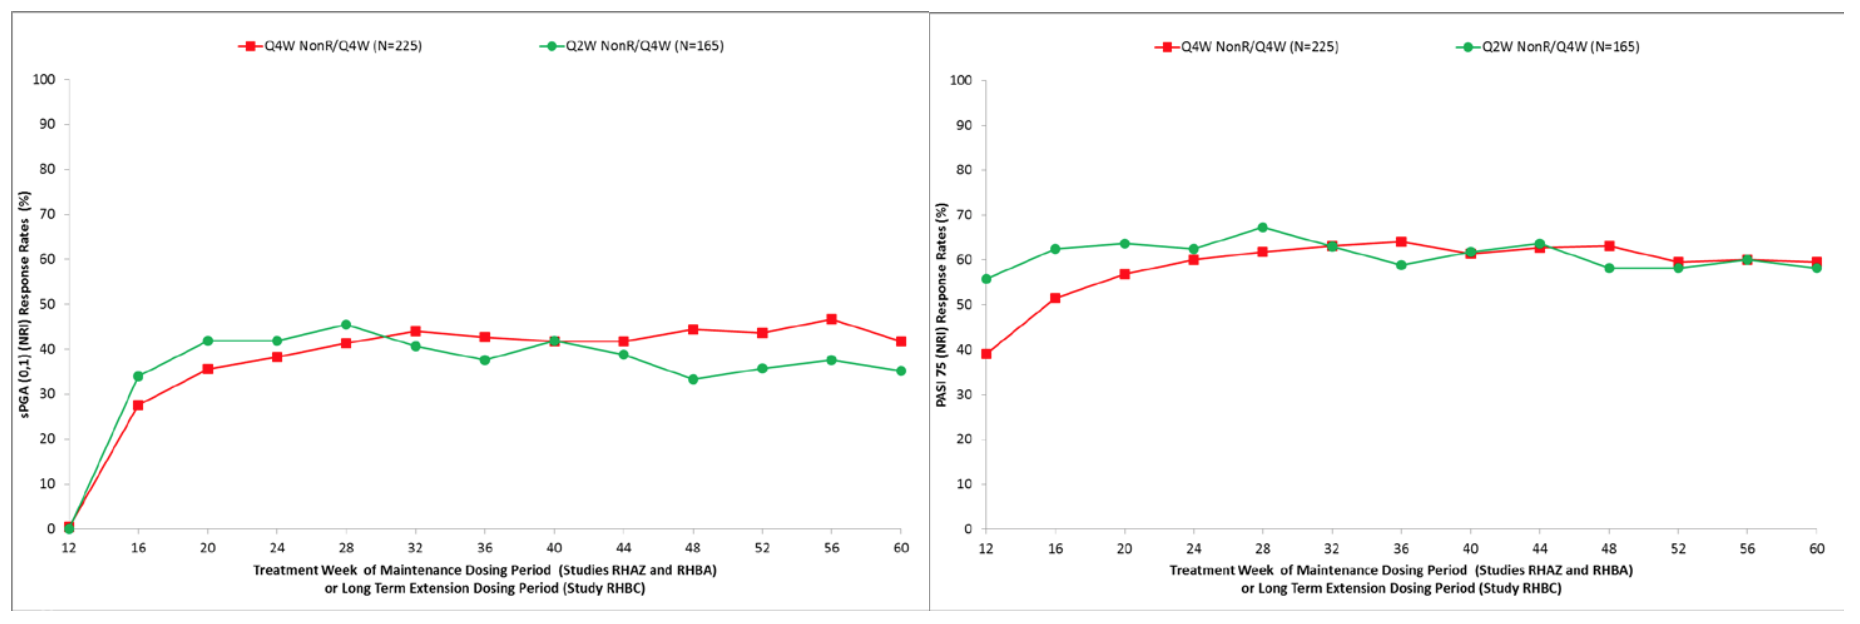 Q4W NonR/Q4W (N=225)
Q2W NonR/Q4W (N=165)
sPGA (0,1) (NRI) Response Rates (%)
100
90
80
70
60
50
40
30
20
10
0
12 16 20 24 28 32 36 40 44 48 52 56 60
Treatment Week of Maintenance Dosing Period (Studies RHAZ and RHBA)
or Long Term Extension Dosing Period (Study RHBC)
Q4W NonR/Q4W (N=225)
Q2W NonR/Q4W (N=165)
PASI 75 (NRI) Response Rates (%)
100
90
80
70
60
50
40
30
20
10
0
12 16 20 24 28 32 36 40 44 48 52 56 60
Treatment Week of Maintenance Dosing Period (Studies RHAZ and RHBA)
or Long Term Extension Dosing Period (Study RHBC)